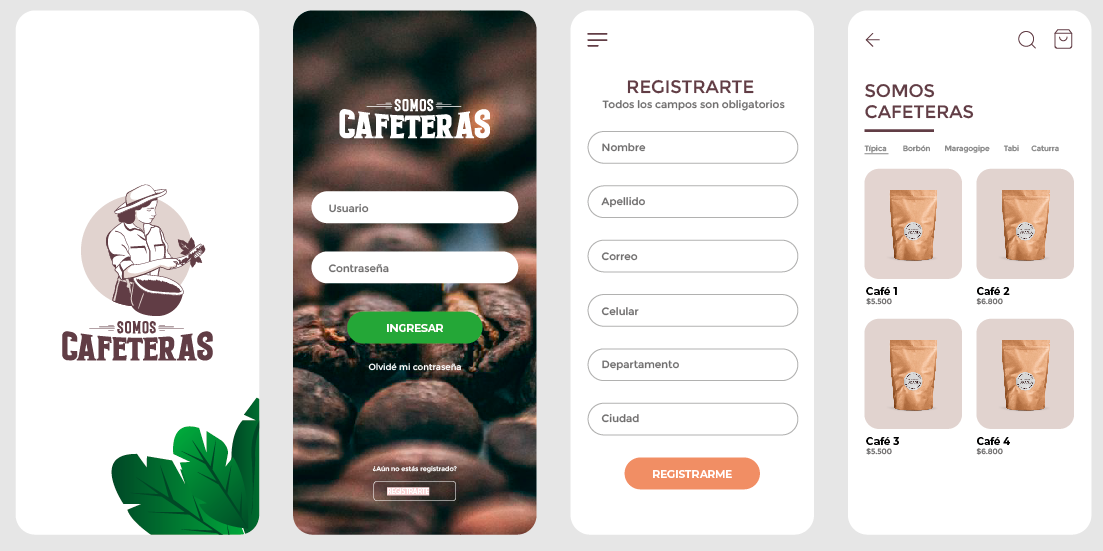 SOMOS
CAFETERAS
SOMOS
CAFETERAS
Usuario
Contraseña
INGRESAR
Olvidé mi contraseña
¿Aún no estás registrado?
REGISTRARTE
REGISTRARTE
Todos los campos son obligatorios
Nombre
Apellido
Correo
Celular
Departamento
Ciudad
REGISTRARME
SOMOS
CAFETERAS
Típica Borbón Maragogipe Tabi Caturra
Café 1 Café 2
$5.500 $6.800
Café 3 Café 4
$5.500 $6.800